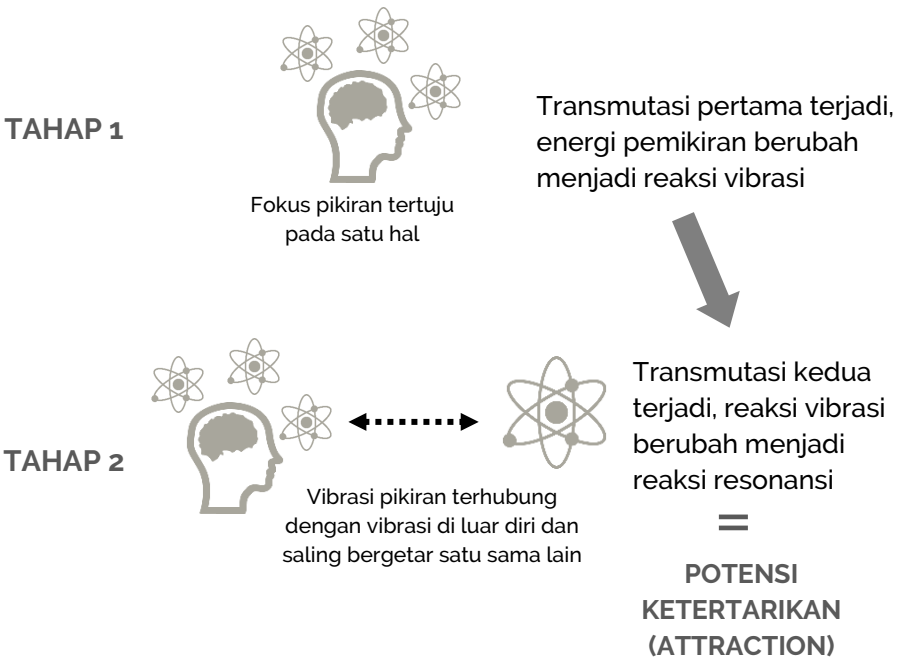 TAHAP 1
Fokus pikiran tertuju
pada satu hal
Transmutasi pertama terjadi,
energi pemikiran berubah
menjadi reaksi vibrasi
TAHAP 2
Vibrasi pikiran terhubung
dengan vibrasi di luar diri dan
saling bergetar satu sama lain
Transmutasi kedua
terjadi, reaksi vibrasi
berubah menjadi
reaksi resonansi
=
POTENSI
KETERTARIKAN
(ATTRACTION)